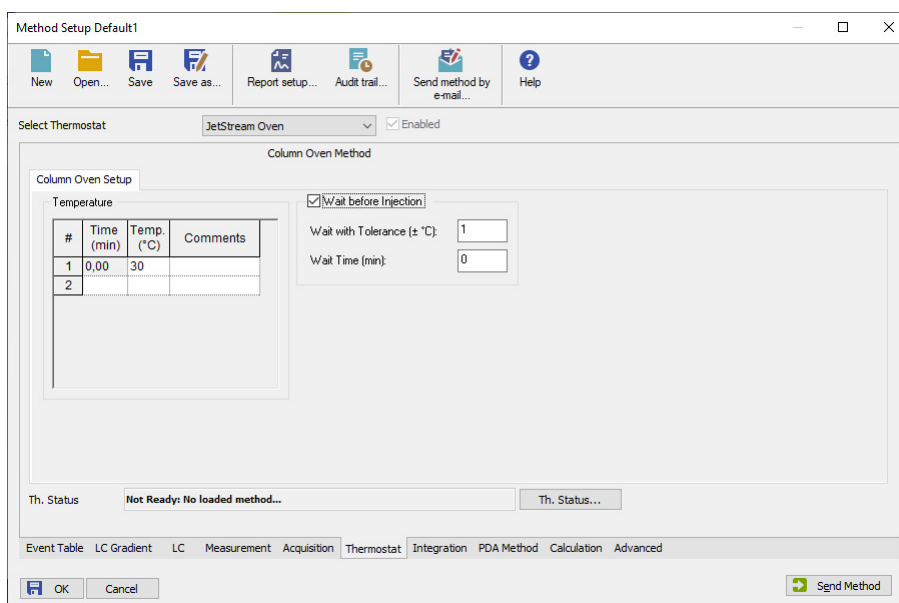 Method Setup Default1
New Open... Save Save as... Report setup... Audit trail... Send method by e-mail... Help
Select Thermostat JetStream Oven Enabled
Column Oven Method
Column Oven Setup
Temperature
# Time (min) Temp. (°C) Comments
1 0,00 30
2
Wait before Injection
Wait with Tolerance (± °C): 1
Wait Time (min): 0
Th. Status Not Ready: No loaded method... Th. Status...
Event Table LC Gradient LC Measurement Acquisition Thermostat Integration PDA Method Calculation Advanced
OK Cancel Send Method